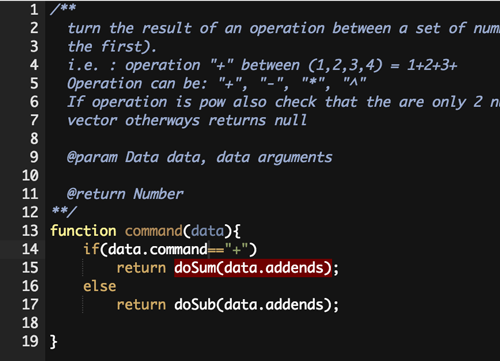 1 /**
2 turn the result of an operation between a set of num
3 the first).
4 i.e. : operation "+" between (1,2,3,4) = 1+2+3+
5 Operation can be: "+", "-", "*", "^"
6 If operation is pow also check that the are only 2 n
7 vector otherways returns null
8
9 @param Data data, data arguments
10
11 @return Number
12 **/
13 function command(data){
14 if(data.command=="+")
15 return doSum(data.addends);
16 else
17 return doSub(data.addends);
18
19 }